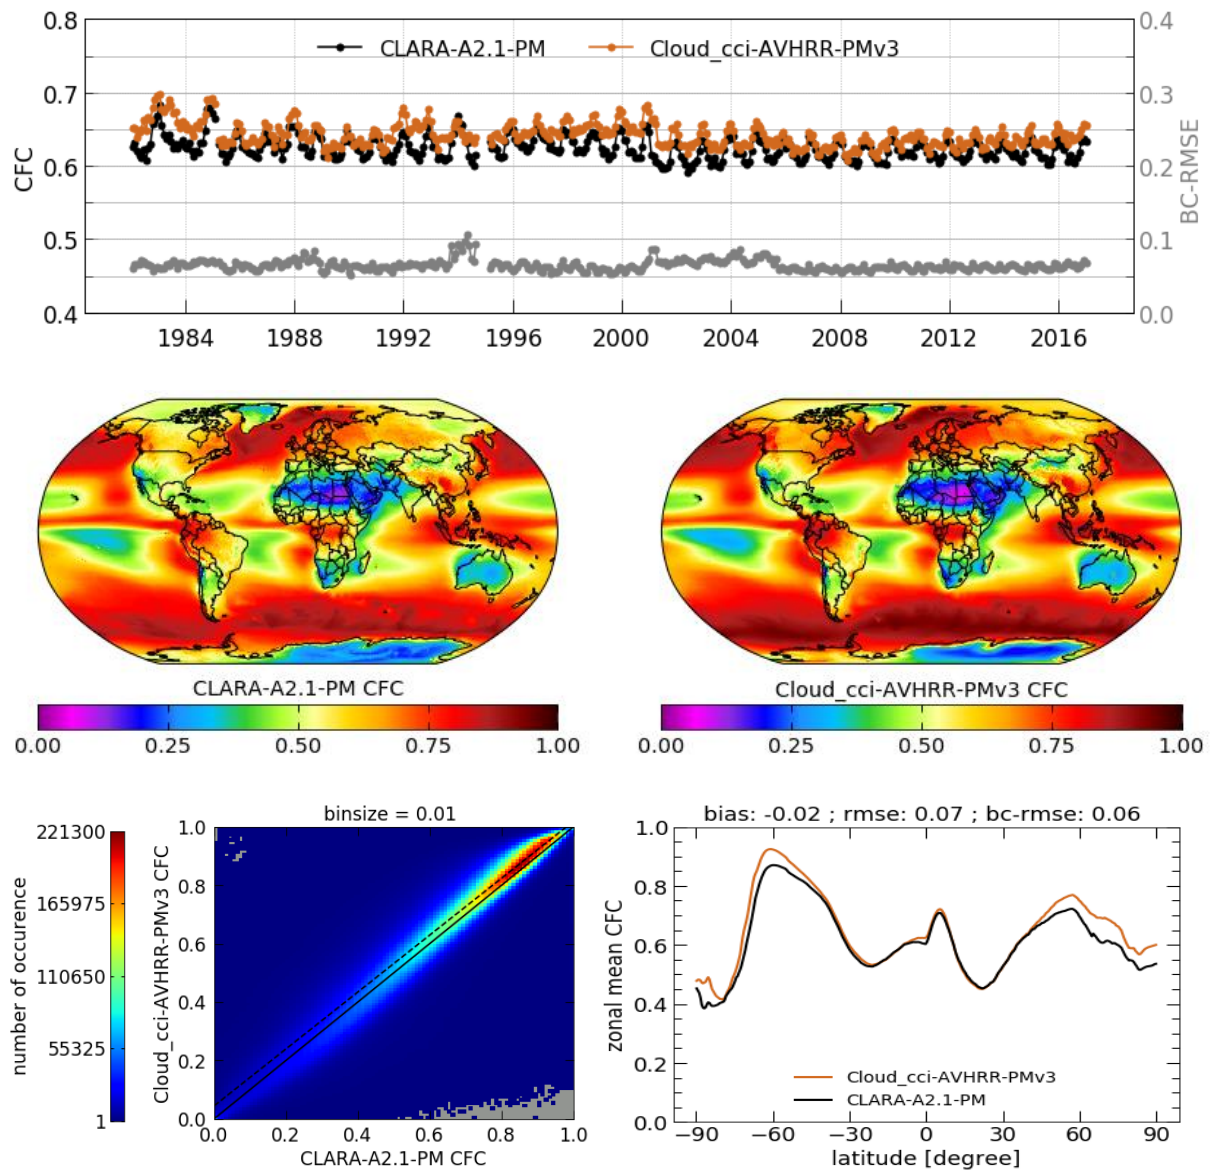 CLARA-A2.1-PM
Cloud_cci-AVHRR-PMv3
0.8
0.7
0.6
0.5
0.4
CFC
0.4
0.3
0.2
0.1
0.0
BC-RMSE
1984 1988 1992 1996 2000 2004 2008 2012 2016
CLARA-A2.1-PM CFC
0.00 0.25 0.50 0.75 1.00
Cloud_cci-AVHRR-PMv3 CFC
0.00 0.25 0.50 0.75 1.00
number of occurence
221300
165975
110650
55325
1
binsize = 0.01
Cloud_cci-AVHRR-PMv3 CFC
1.0
0.8
0.6
0.4
0.2
0.0
0.0 0.2 0.4 0.6 0.8 1.0
CLARA-A2.1-PM CFC
bias: -0.02 ; rmse: 0.07 ; bc-rmse: 0.06
zonal mean CFC
1.0
0.8
0.6
0.4
0.2
0.0
Cloud_cci-AVHRR-PMv3
CLARA-A2.1-PM
−90 −60 −30 0 30 60 90
latitude [degree]